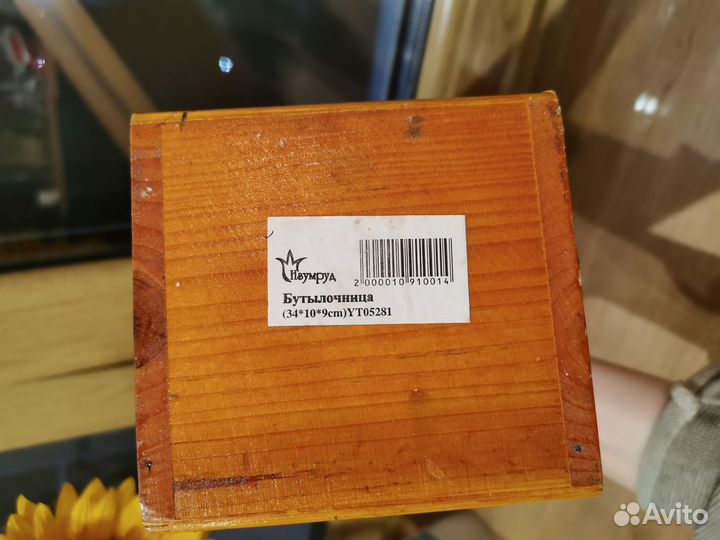 Изумруд
2 000010 910014
Бутылочница
(34*10*9cm)YT05281
Avito